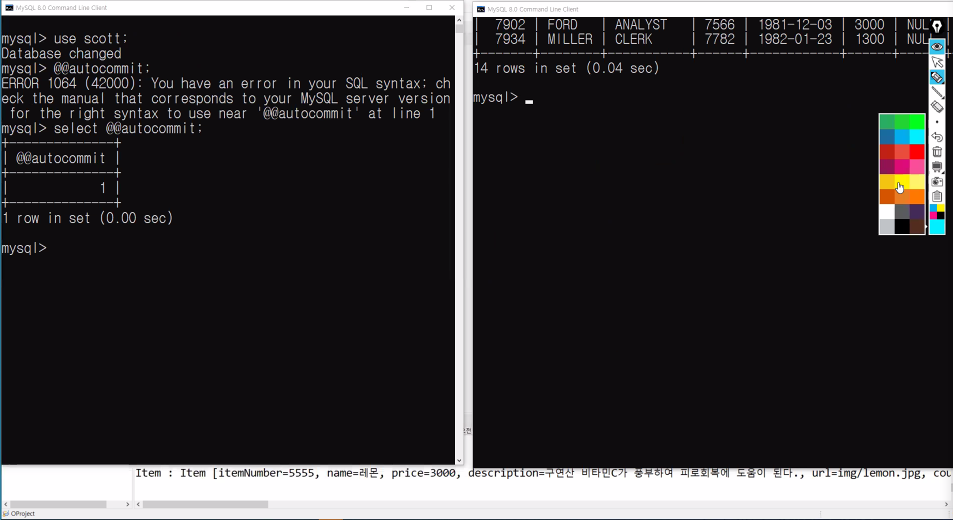 MySQL 8.0 Command Line Client
mysql> use scott;
Database changed
mysql> @@autocommit;
ERROR 1064 (42000): You have an error in your SQL syntax; ch
eck the manual that corresponds to your MySQL server version
 for the right syntax to use near '@@autocommit' at line 1
mysql> select @@autocommit;
+--------------+
| @@autocommit |
+--------------+
|            1 |
+--------------+
1 row in set (0.00 sec)
mysql>
MySQL 8.0 Command Line Client
|  7902 | FORD   | ANALYST   | 7566 | 1981-12-03 | 3000 | NUL
|  7934 | MILLER | CLERK     | 7782 | 1982-01-23 | 1300 | NUL
14 rows in set (0.04 sec)
mysql>
Item : Item [itemNumber=5555, name=레몬, price=3000, description=구연산 비타민C가 풍부하여 피로회복에 도움이 된다., url=img/lemon.jpg, cou
OProject